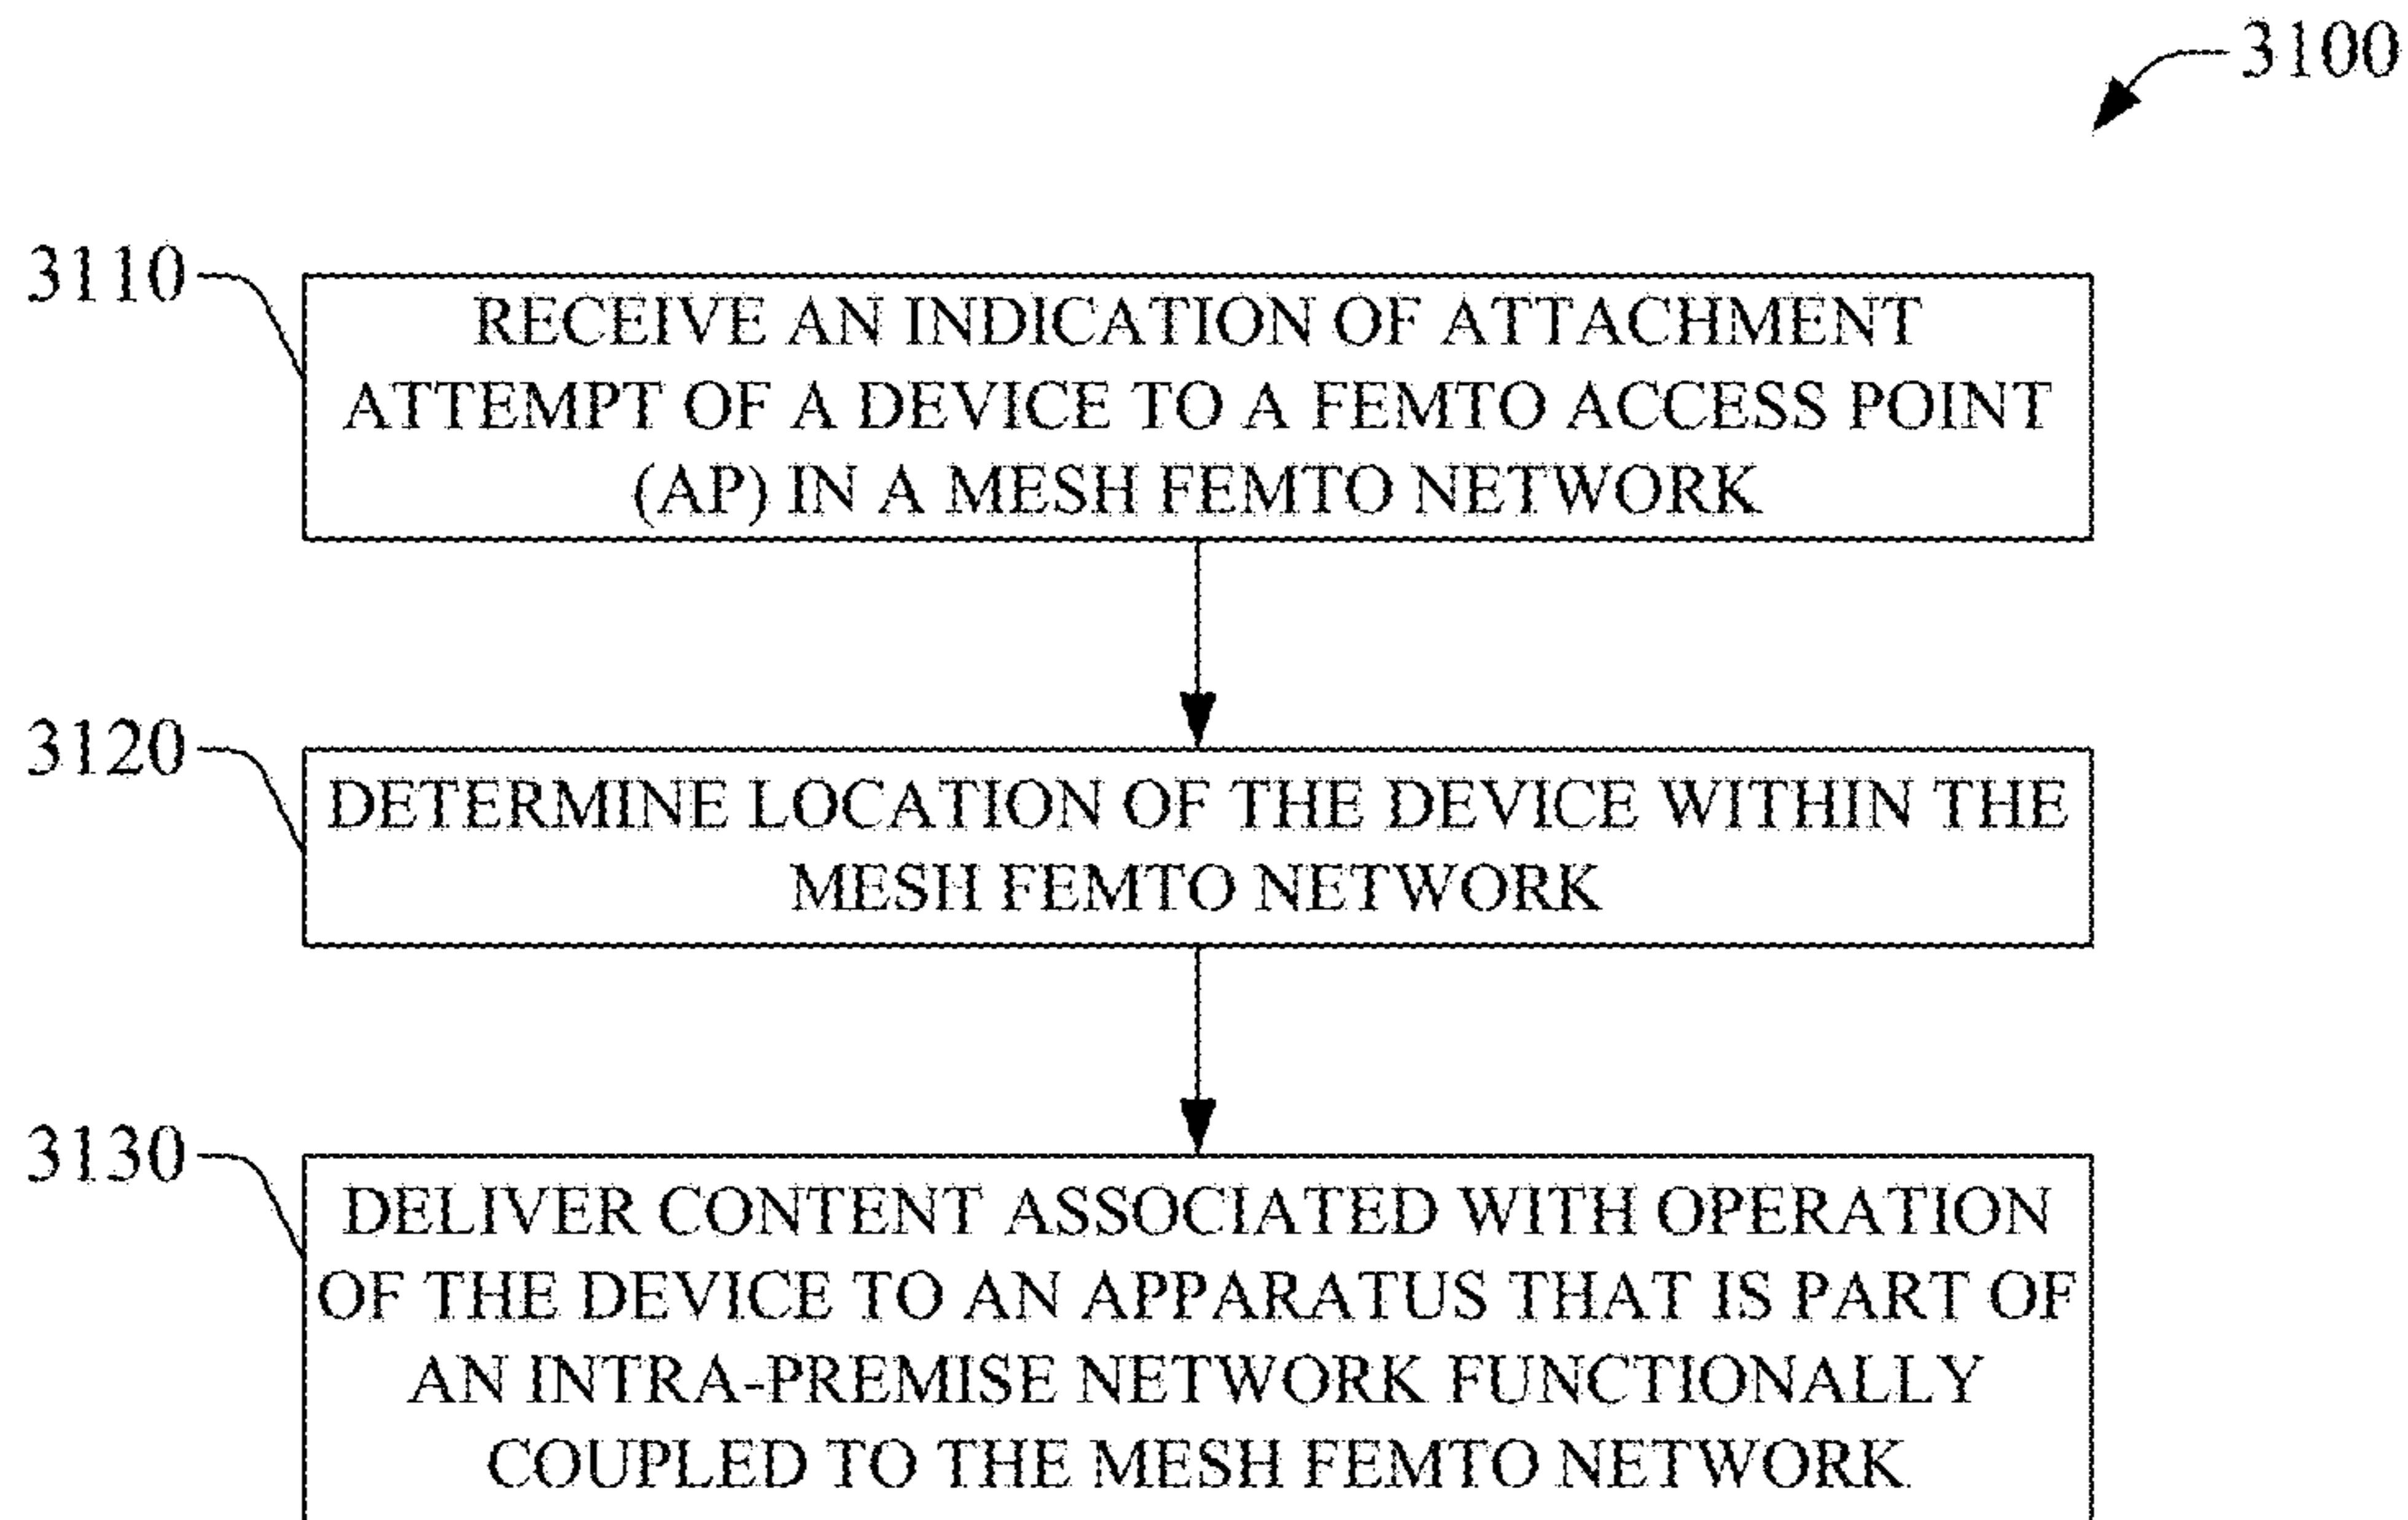 3100
3110
RECEIVE AN INDICATION OF ATTACHMENT
ATTEMPT OF A DEVICE TO A FEMTO ACCESS POINT
(AP) IN A MESH FEMTO NETWORK
3120
DETERMINE LOCATION OF THE DEVICE WITHIN THE
MESH FEMTO NETWORK
3130
DELIVER CONTENT ASSOCIATED WITH OPERATION
OF THE DEVICE TO AN APPARATUS THAT IS PART OF
AN INTRA-PREMISE NETWORK FUNCTIONALLY
COUPLED TO THE MESH FEMTO NETWORK